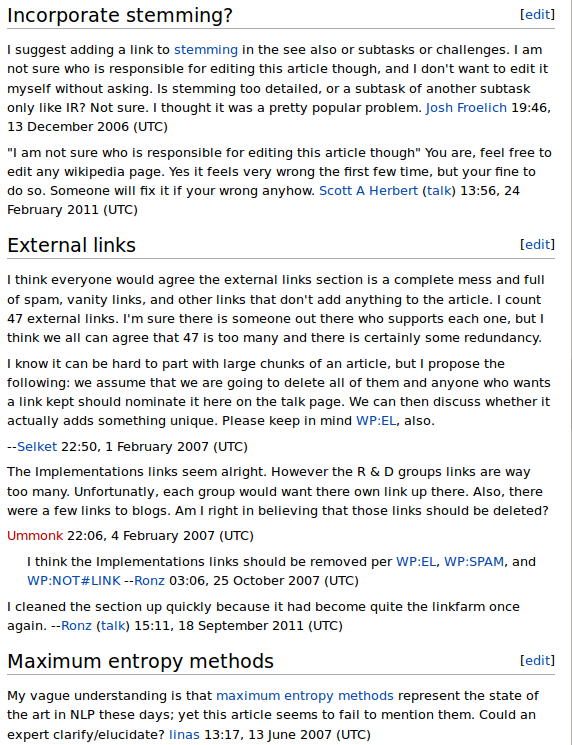 Incorporate stemming? [edit]
I suggest adding a link to stemming in the see also or subtasks or challenges. I am
not sure who is responsible for editing this article though, and I don't want to edit it
myself without asking. Is stemming too detailed, or a subtask of another subtask
only like IR? Not sure. I thought it was a pretty popular problem. Josh Froelich 19:46,
13 December 2006 (UTC)
"I am not sure who is responsible for editing this article though" You are, feel free to
edit any wikipedia page. Yes it feels very wrong the first few time, but your fine to
do so. Someone will fix it if your wrong anyhow. Scott A Herbert (talk) 13:56, 24
February 2011 (UTC)
External links [edit]
I think everyone would agree the external links section is a complete mess and full
of spam, vanity links, and other links that don't add anything to the article. I count
47 external links. I'm sure there is someone out there who supports each one, but I
think we all can agree that 47 is too many and there is certainly some redundancy.
I know it can be hard to part with large chunks of an article, but I propose the
following: we assume that we are going to delete all of them and anyone who wants
a link kept should nominate it here on the talk page. We can then discuss whether it
actually adds something unique. Please keep in mind WP:EL, also.
--Selket 22:50, 1 February 2007 (UTC)
The Implementations links seem alright. However the R & D groups links are way
too many. Unfortunatly, each group would want there own link up there. Also, there
were a few links to blogs. Am I right in believing that those links should be deleted?
Ummonk 22:06, 4 February 2007 (UTC)
I think the Implementations links should be removed per WP:EL, WP:SPAM, and
WP:NOT#LINK --Ronz 03:06, 25 October 2007 (UTC)
I cleaned the section up quickly because it had become quite the linkfarm once
again. --Ronz (talk) 15:11, 18 September 2011 (UTC)
Maximum entropy methods [edit]
My vague understanding is that maximum entropy methods represent the state of
the art in NLP these days; yet this article seems to fail to mention them. Could an
expert clarify/elucidate? linas 13:17, 13 June 2007 (UTC)